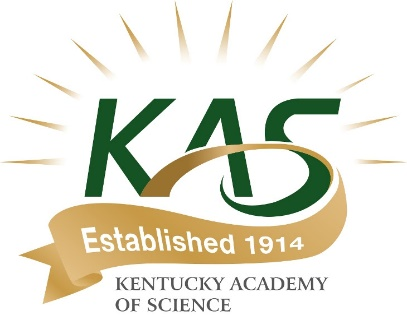 KAS
Established 1914
KENTUCKY ACADEMY
OF SCIENCE